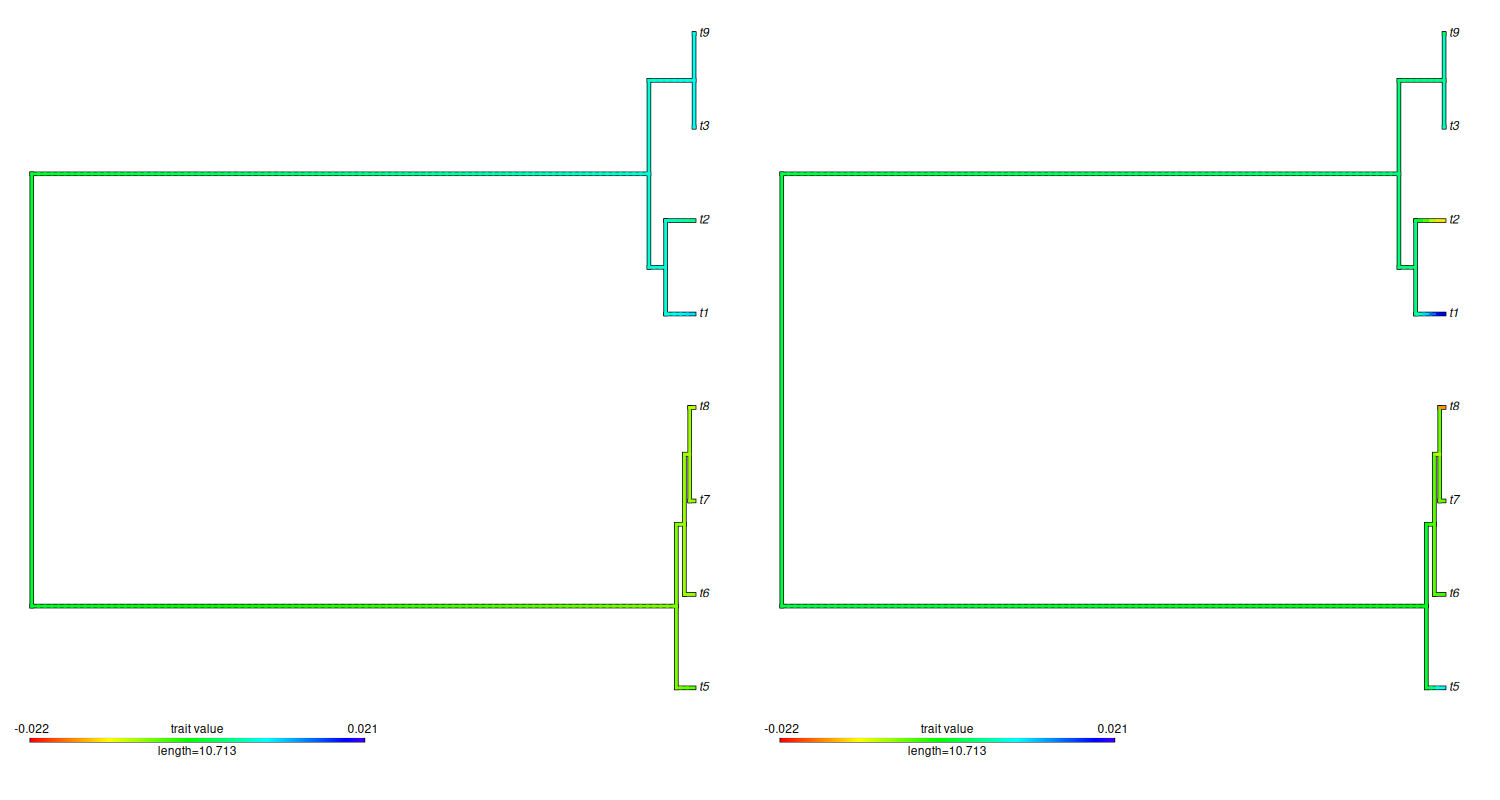 t9
t3
t2
t1
t8
t7
t6
t5
-0.022 trait value 0.021
length=10.713
t9
t3
t2
t1
t8
t7
t6
t5
-0.022 trait value 0.021
length=10.713